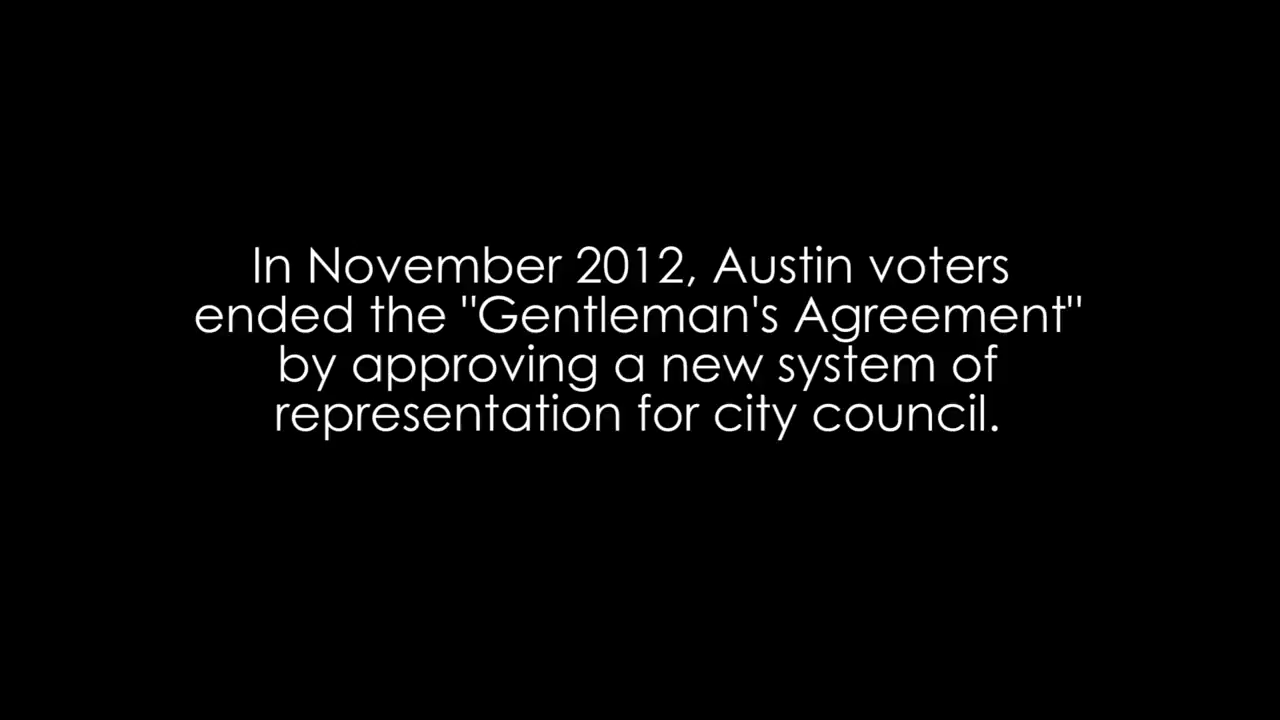 In November 2012, Austin voters
ended the "Gentleman's Agreement"
by approving a new system of
representation for city council.